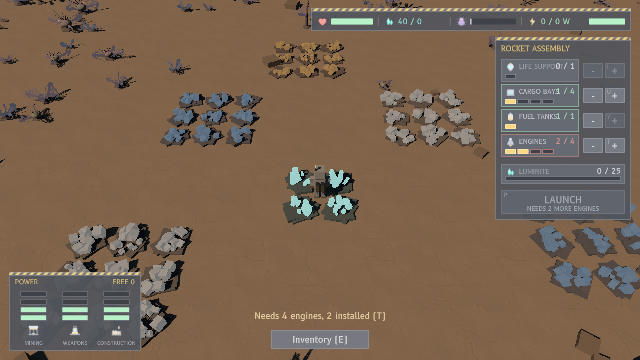 40 / 0
0 / 0 W
ROCKET ASSEMBLY
LIFE SUPPO 0 / 1
- +
CARGO BAYS 1 / 4
- +
FUEL TANKS 1 / 1
- +
ENGINES 2 / 4
- +
LUMINITE 0 / 25
P
LAUNCH
NEEDS 2 MORE ENGINES
POWER FREE 0
MINING WEAPONS CONSTRUCTION
Needs 4 engines, 2 installed [T]
Inventory [E]